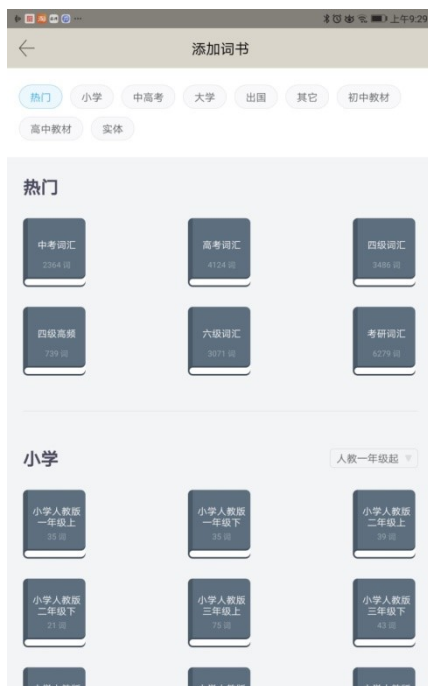 上午9:29
添加词书
热门 小学 中高考 大学 出国 其它 初中教材
高中教材 实体
热门
中考词汇 高考词汇 四级词汇
2364 词 4124 词 3486 词
四级高频 六级词汇 考研词汇
739 词 3071 词 6279 词
小学 人教一年级起
小学人教版 小学人教版 小学人教版
一年级上 一年级下 二年级上
35 词 35 词 39 词
小学人教版 小学人教版 小学人教版
二年级下 三年级上 三年级下
21 词 75 词 43 词